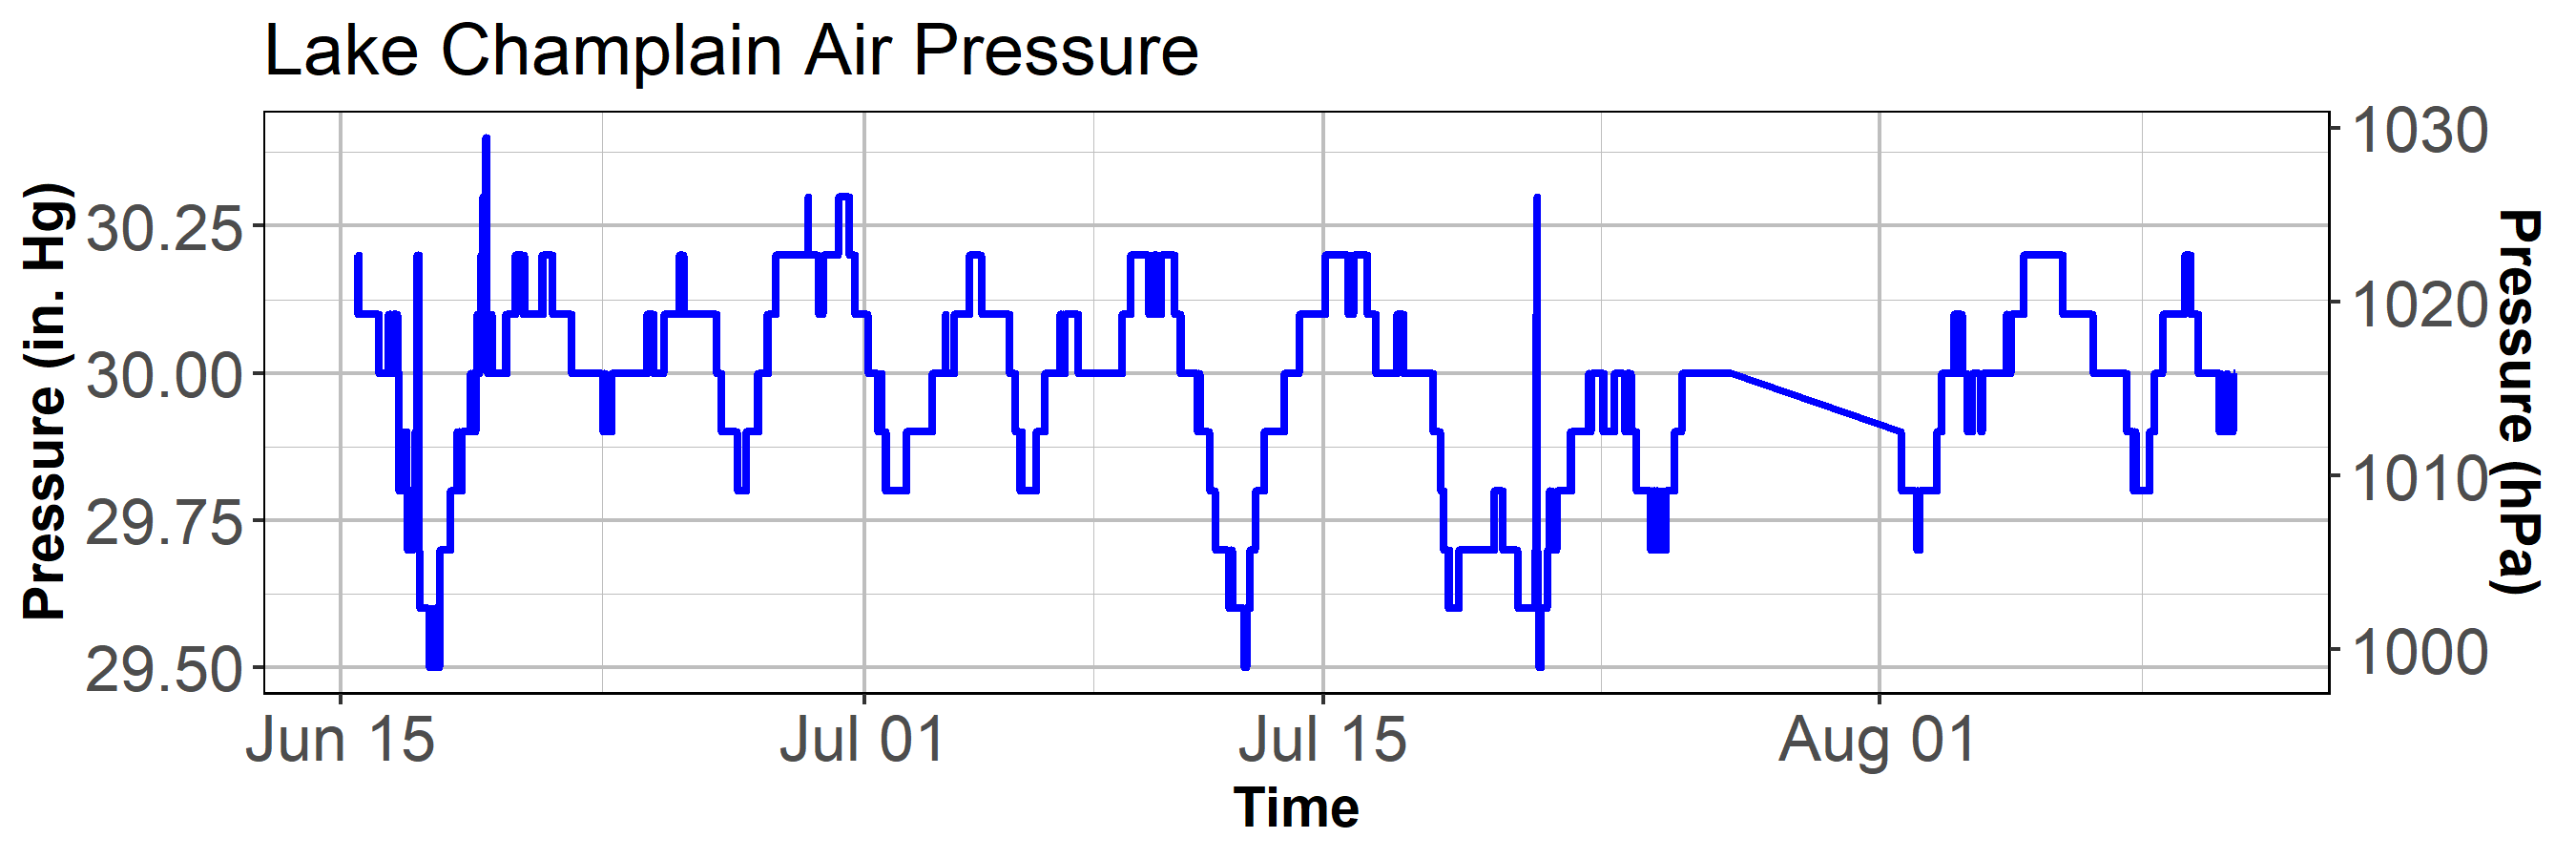 Lake Champlain Air Pressure
Pressure (in. Hg)
30.25
30.00
29.75
29.50
1030
1020
1010
1000
Pressure (hPa)
Jun 15
Jul 01
Jul 15
Aug 01
Time